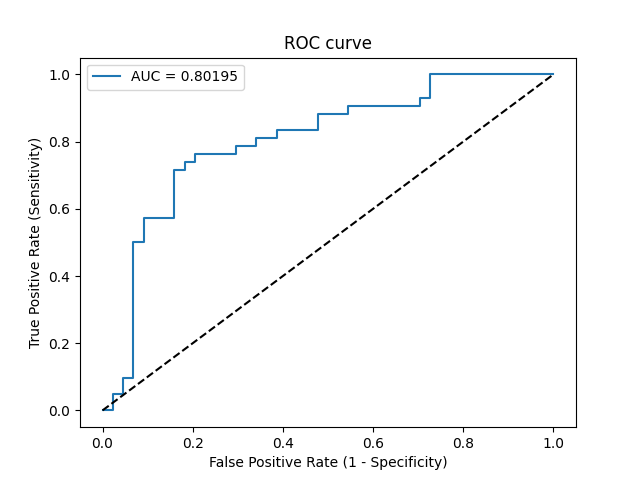 ROC curve
AUC = 0.80195
True Positive Rate (Sensitivity)
1.0
0.8
0.6
0.4
0.2
0.0
0.0 0.2 0.4 0.6 0.8 1.0
False Positive Rate (1 - Specificity)